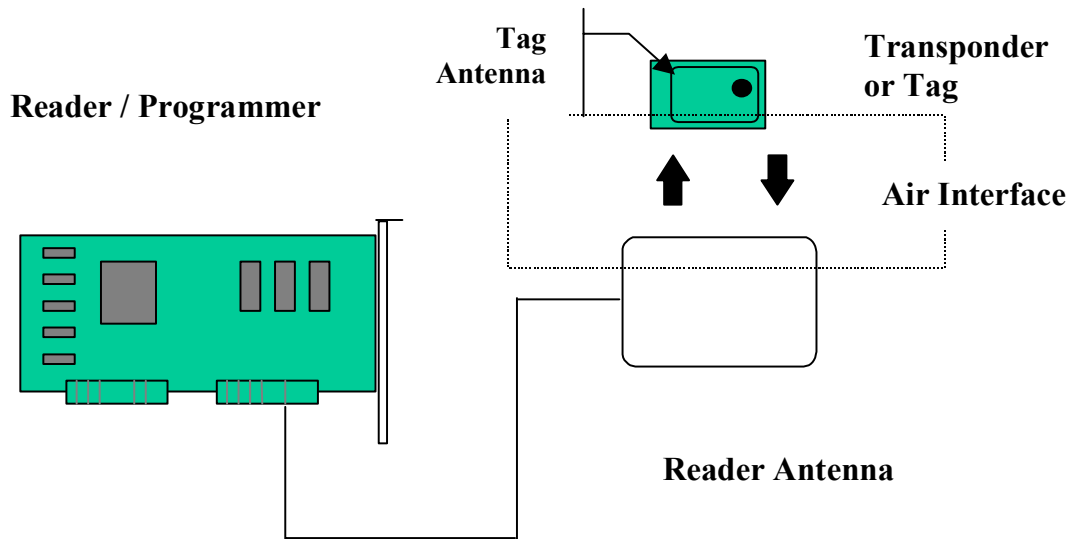 Tag
Antenna
Transponder
or Tag
Reader / Programmer
Air Interface
Reader Antenna